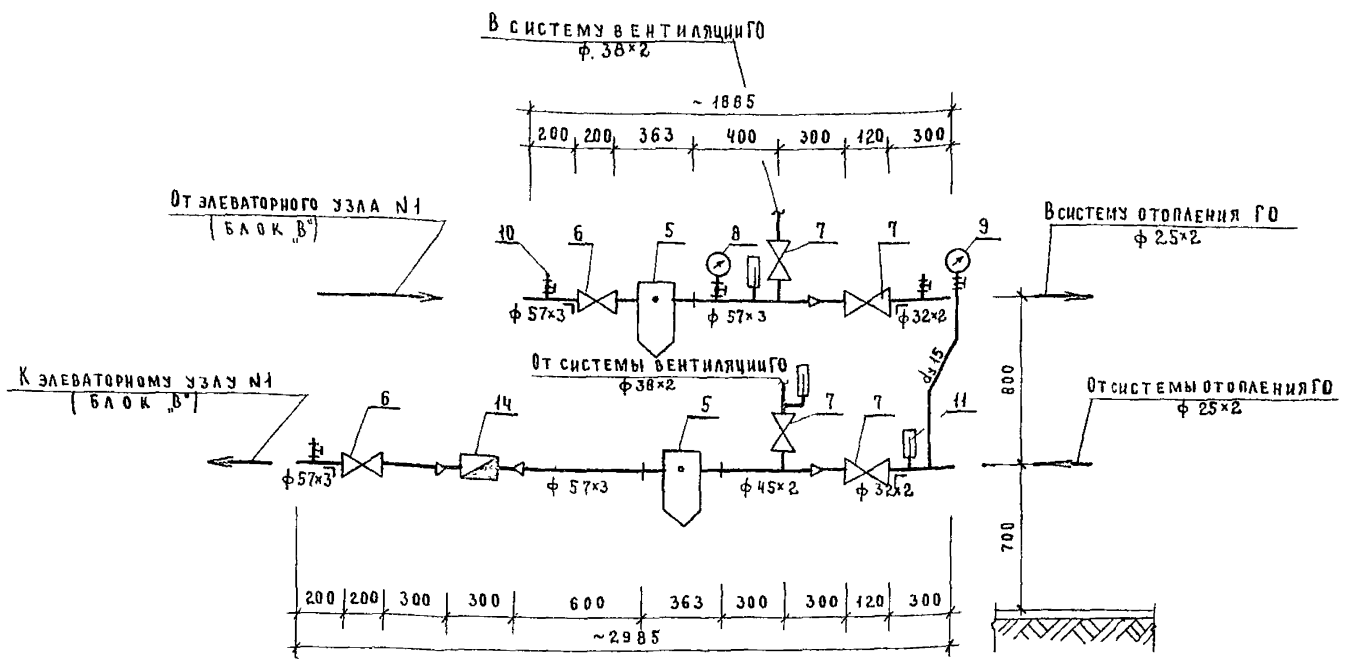 В СИСТЕМУ ВЕНТИЛЯЦИИ ГО
ф. 38×2
~1885
200 200 363 400 300 120 300
ОТ ЭЛЕВАТОРНОГО УЗЛА N1
(БЛОК „В")
10 6 5 8 7 7 9
В СИСТЕМУ ОТОПЛЕНИЯ ГО
ф 25×2
ф 57×3 ф 57×3 ф 32×2
ОТ СИСТЕМЫ ВЕНТИЛЯЦИИ ГО
ф 38×2
dу 15
800
К ЭЛЕВАТОРНОМУ УЗЛУ N1
(БЛОК „В")
6 14 5 7 7 11
ОТ СИСТЕМЫ ОТОПЛЕНИЯ ГО
ф 25×2
ф 57×3 ф 57×3 ф 45×2 ф 32×2
700
200 200 300 300 600 363 300 300 120 300
~2985